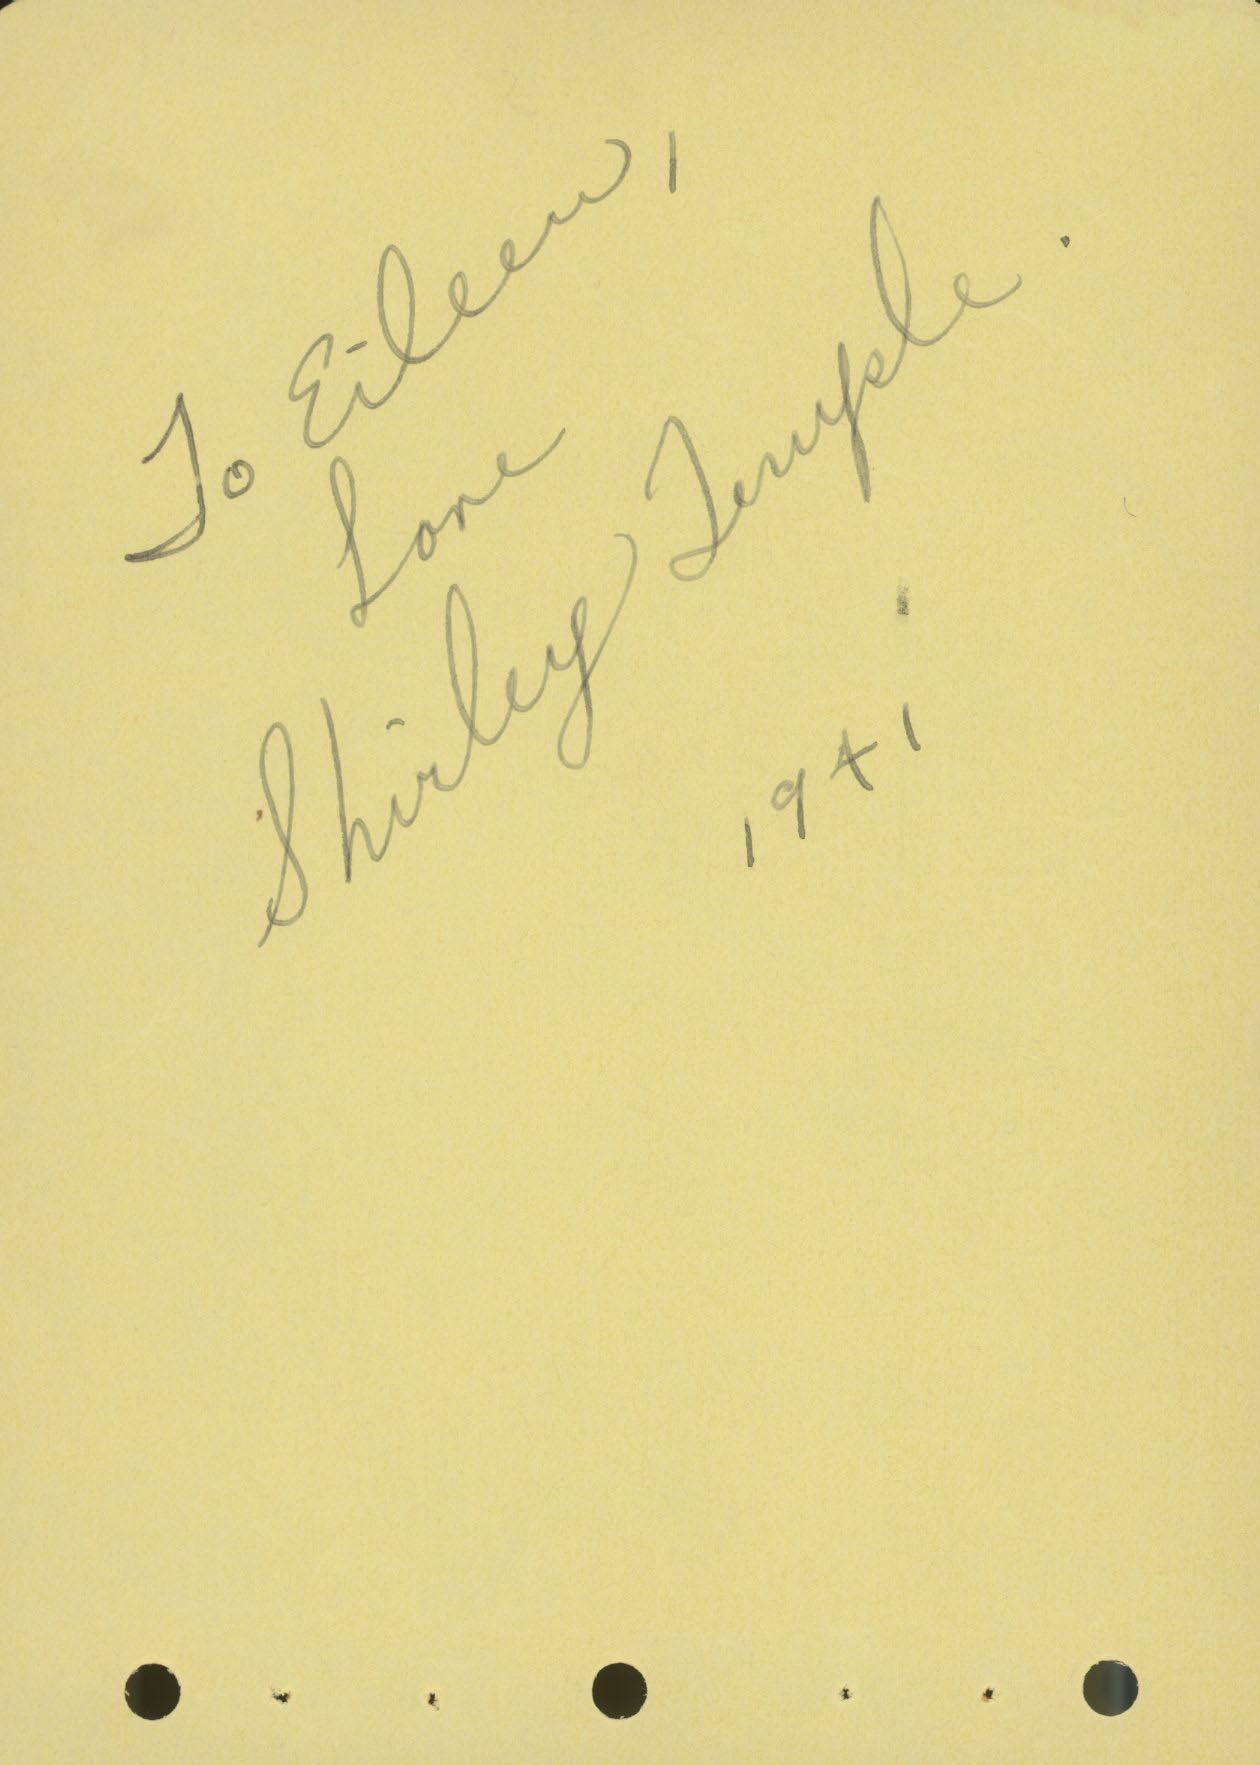 To Eileen,
Love
Shirley Temple.
1941